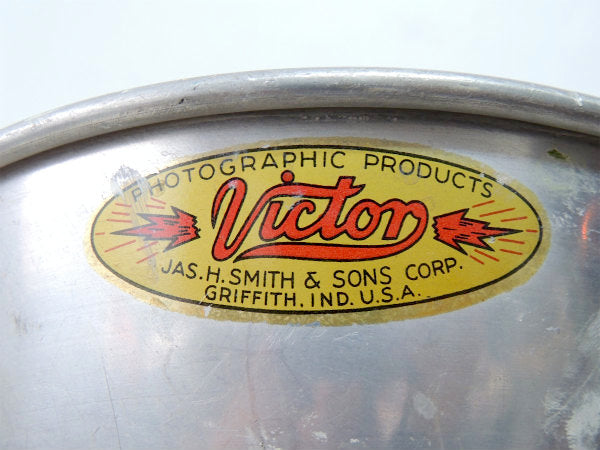 PHOTOGRAPHIC PRODUCTS
Victor
JAS. H. SMITH & SONS CORP.
GRIFFITH. IND. U.S.A.